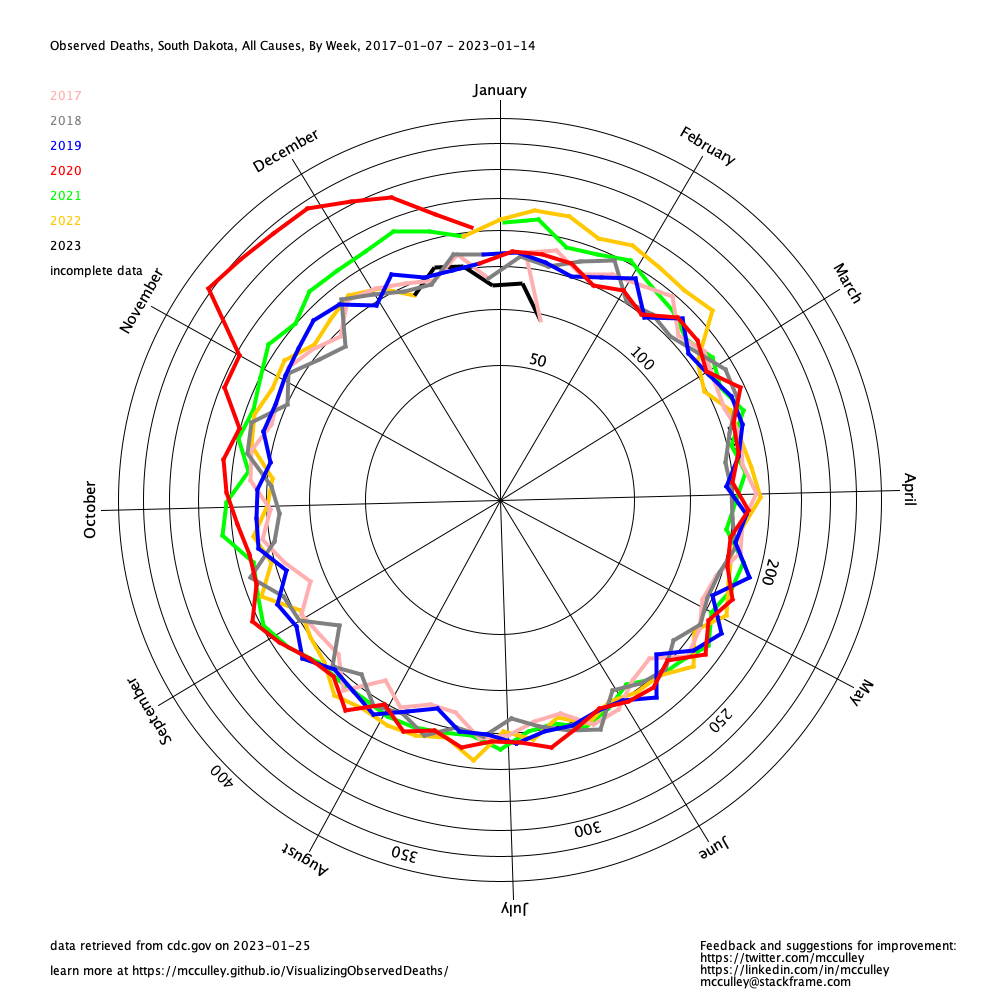 Observed Deaths, South Dakota, All Causes, By Week, 2017-01-07 - 2023-01-14
January
2017
2018
2019
2020
2021
2022
2023
incomplete data
December
February
November
March
50
100
October
April
200
September
May
250
400
300
350
August
June
July
data retrieved from cdc.gov on 2023-01-25
learn more at https://mcculley.github.io/VisualizingObservedDeaths/
Feedback and suggestions for improvement:
https://twitter.com/mcculley
https://linkedin.com/in/mcculley
mcculley@stackframe.com